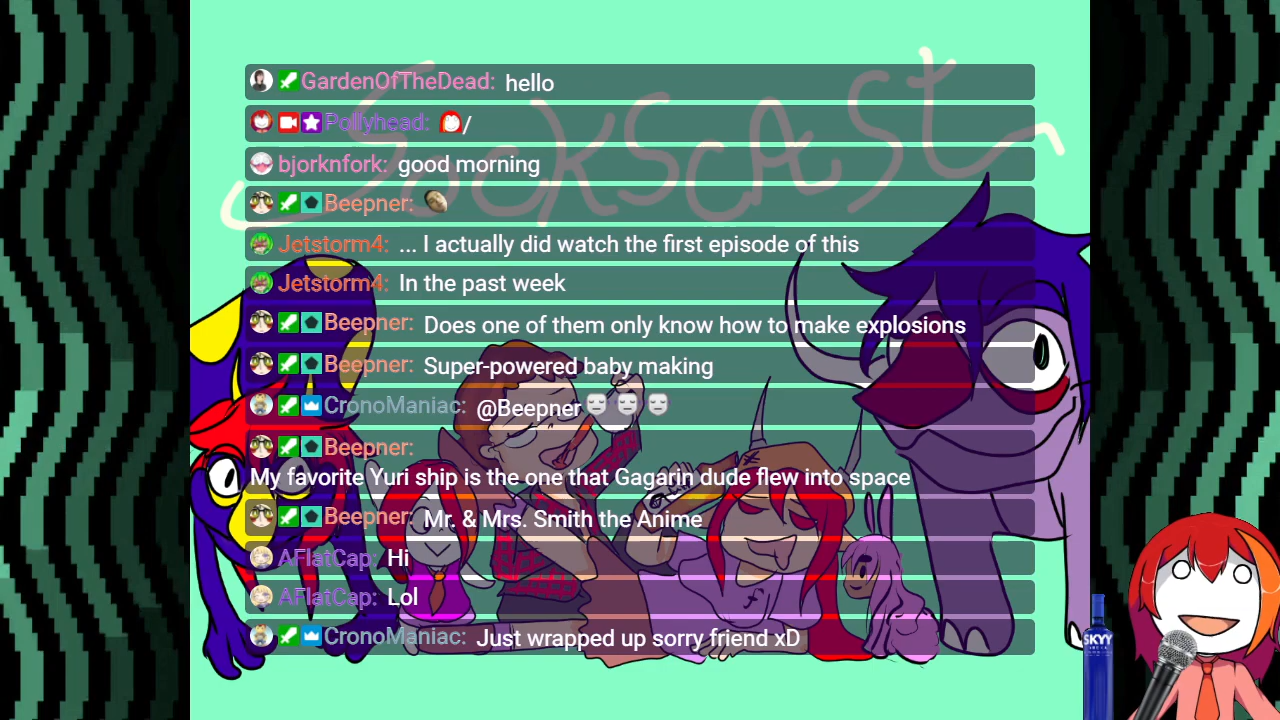 SocksCast
GardenOfTheDead: hello
Pollyhead: /
bjorknfork: good morning
Beepner:
Jetstorm4: ... I actually did watch the first episode of this
Jetstorm4: In the past week
Beepner: Does one of them only know how to make explosions
Beepner: Super-powered baby making
CronoManiac: @Beepner
Beepner:
My favorite Yuri ship is the one that Gagarin dude flew into space
Beepner: Mr. & Mrs. Smith the Anime
AFlatCap: Hi
AFlatCap: Lol
CronoManiac: Just wrapped up sorry friend xD
SKYY